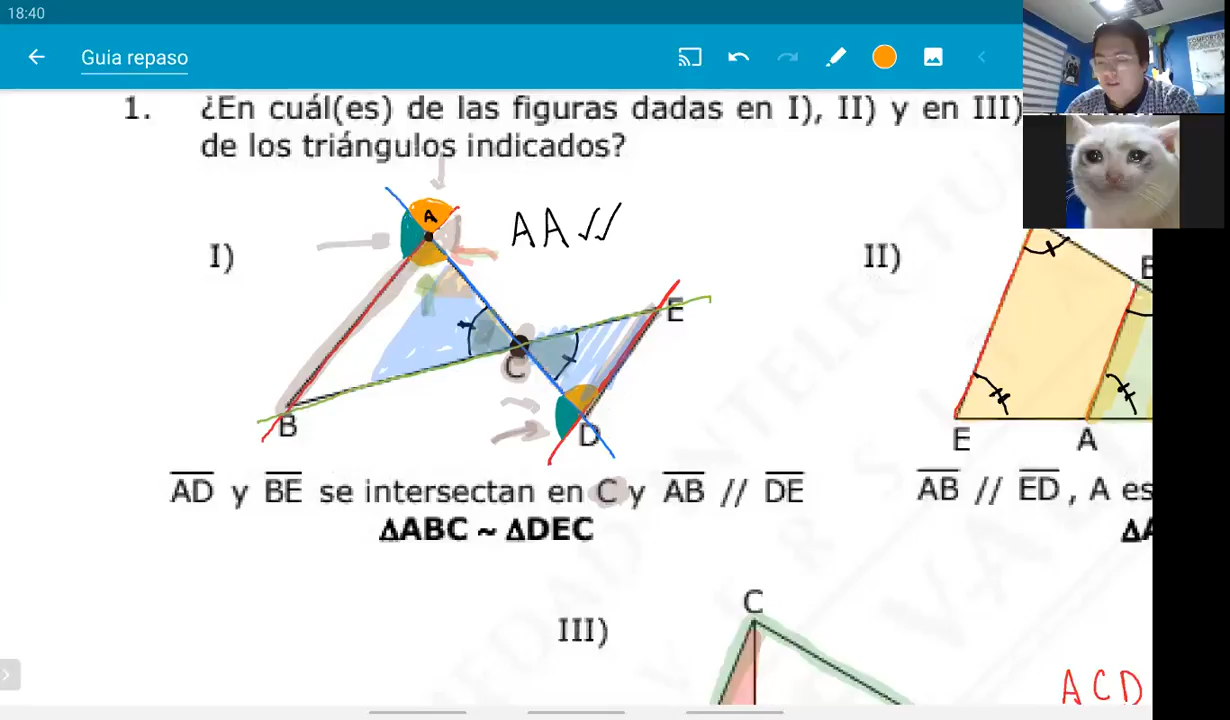 18:40
Guia repaso
1. ¿En cuál(es) de las figuras dadas en I), II) y en III)
de los triángulos indicados?
I)
A
AA
II)
E
C
B
D
E
A
AD y BE se intersectan en C y AB // DE
ΔABC ~ ΔDEC
AB // ED, A es
III)
C
ACD